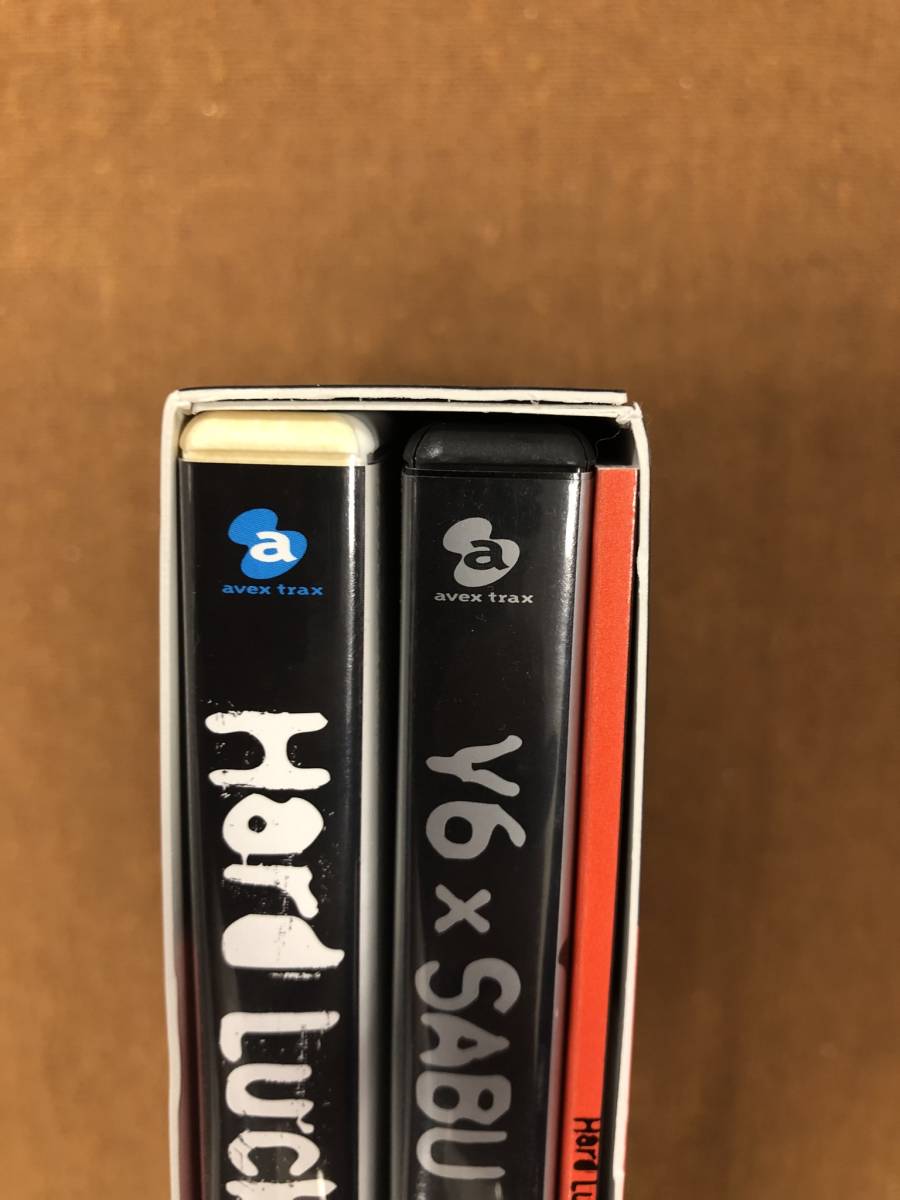 a
avex trax
Hard Luck
a
avex trax
V6 x SABU
Hard Lu